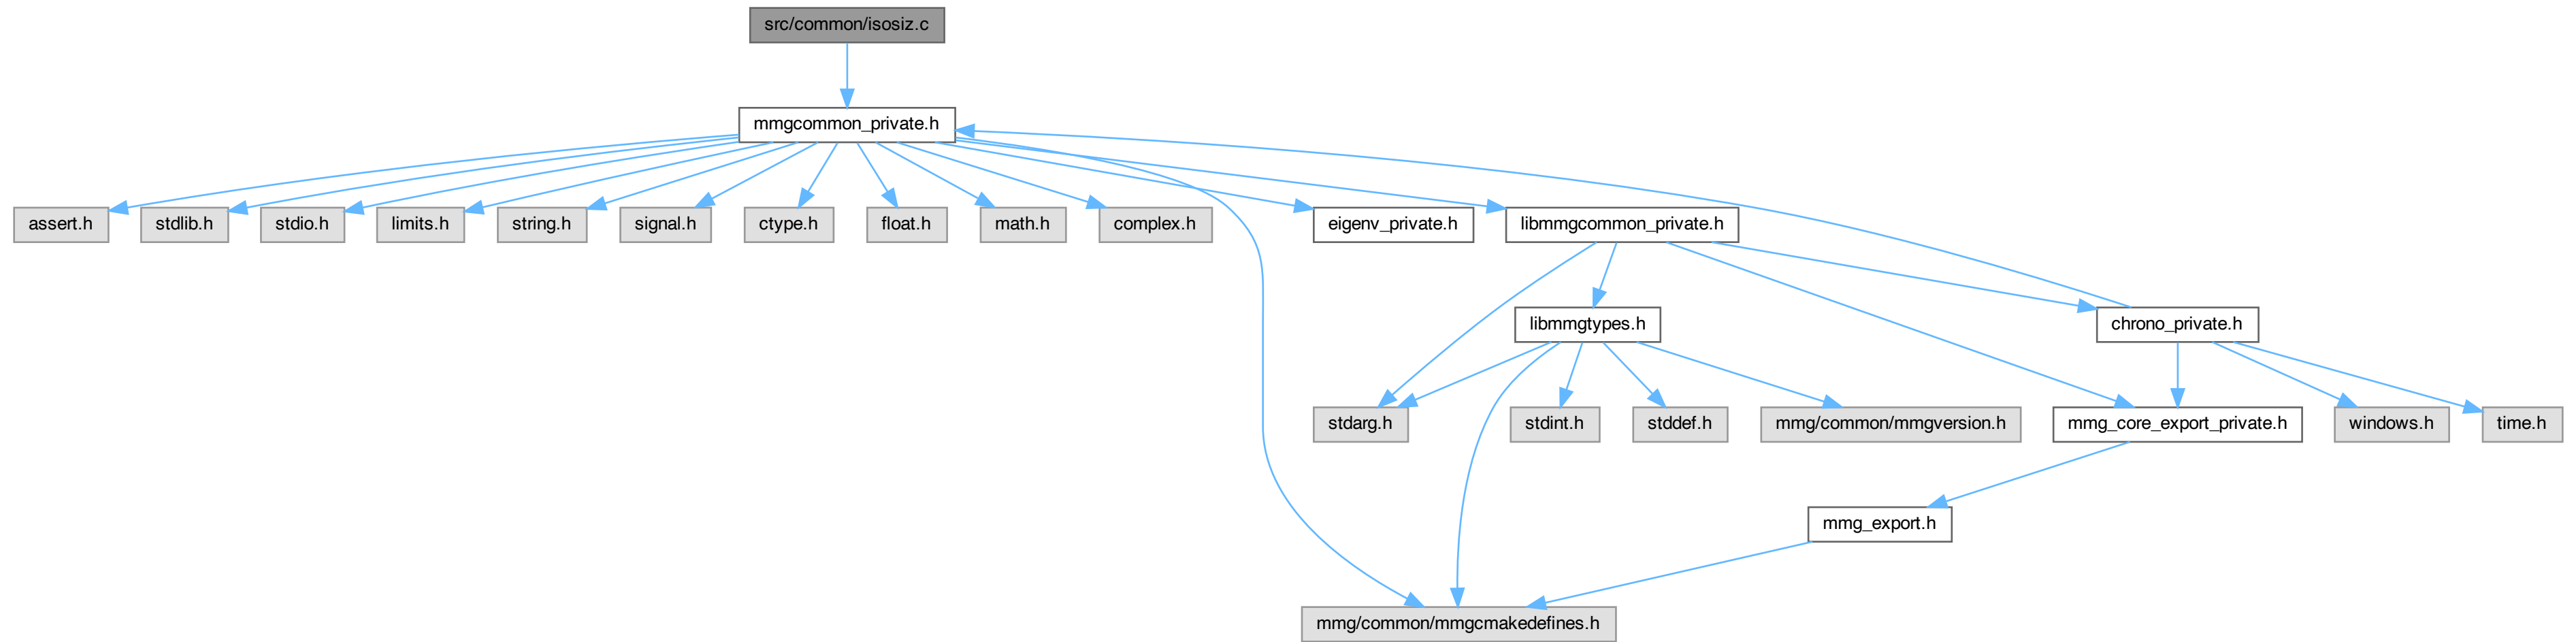 src/common/isosiz.c
mmgcommon_private.h
assert.h
stdlib.h
stdio.h
limits.h
string.h
signal.h
ctype.h
float.h
math.h
complex.h
eigenv_private.h
libmmgcommon_private.h
libmmgtypes.h
chrono_private.h
stdarg.h
stdint.h
stddef.h
mmg/common/mmgversion.h
mmg_core_export_private.h
windows.h
time.h
mmg_export.h
mmg/common/mmgcmakedefines.h